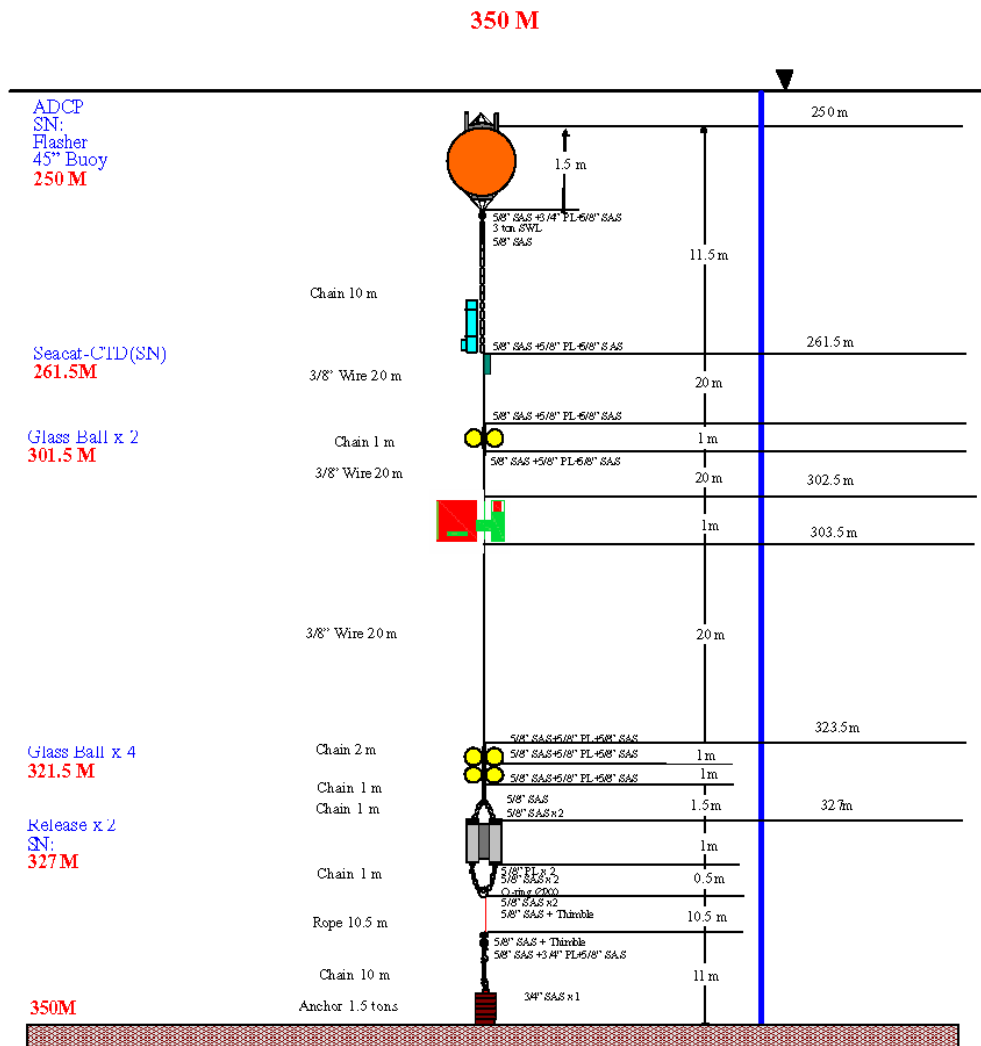 350 M
ADCP
SN:
Flasher
45” Buoy
250 M
250 m
1.5 m
5/8” SAS +3/4” PL+5/8” SAS
3 ton SWL
5/8” SAS
11.5 m
Chain 10 m
Seacat-CTD(SN)
261.5M
5/8” SAS +5/8” PL+5/8” SAS
261.5 m
3/8” Wire 20 m
20 m
5/8” SAS +5/8” PL+5/8” SAS
Glass Ball x 2
301.5 M
Chain 1 m
1 m
5/8” SAS +5/8” PL+5/8” SAS
3/8” Wire 20 m
20 m
302.5 m
1 m
303.5 m
3/8” Wire 20 m
20 m
323.5 m
5/8” SAS+5/8” PL+5/8” SAS
Glass Ball x 4
321.5 M
Chain 2 m
5/8” SAS+5/8” PL+5/8” SAS
1 m
5/8” SAS+5/8” PL+5/8” SAS
1 m
Chain 1 m
Chain 1 m
5/8” SAS
5/8” SAS x 2
1.5 m
327m
Release x 2
SN:
327 M
1m
Chain 1 m
5/8” PL x 2
5/8” SAS x 2
0.5 m
O-ring
5/8” SAS x2
5/8” SAS + Thimble
Rope 10.5 m
10.5 m
5/8” SAS + Thimble
5/8” SAS +3/4” PL+5/8” SAS
Chain 10 m
11 m
3/4” SAS x 1
350M
Anchor 1.5 tons